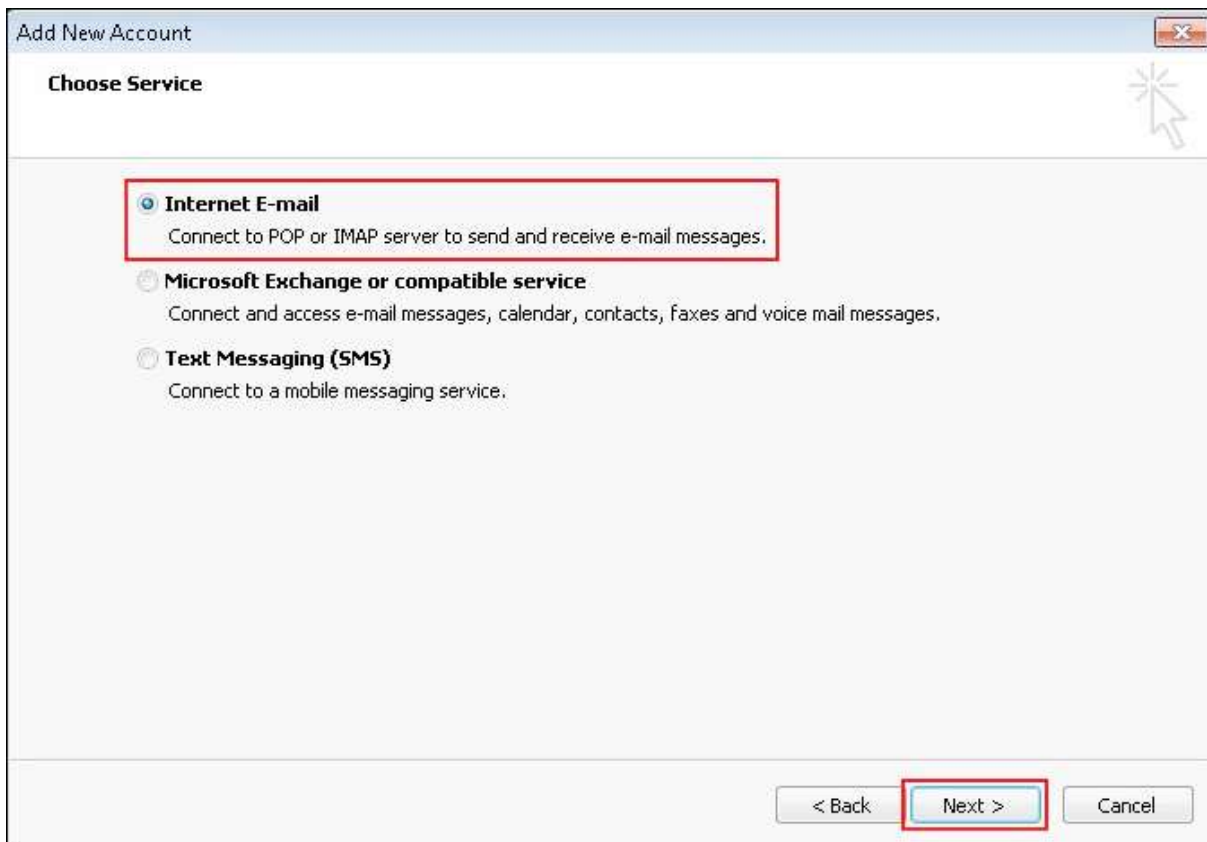 Add New Account
Choose Service
Internet E-mail
Connect to POP or IMAP server to send and receive e-mail messages.
Microsoft Exchange or compatible service
Connect and access e-mail messages, calendar, contacts, faxes and voice mail messages.
Text Messaging (SMS)
Connect to a mobile messaging service.
< Back Next > Cancel